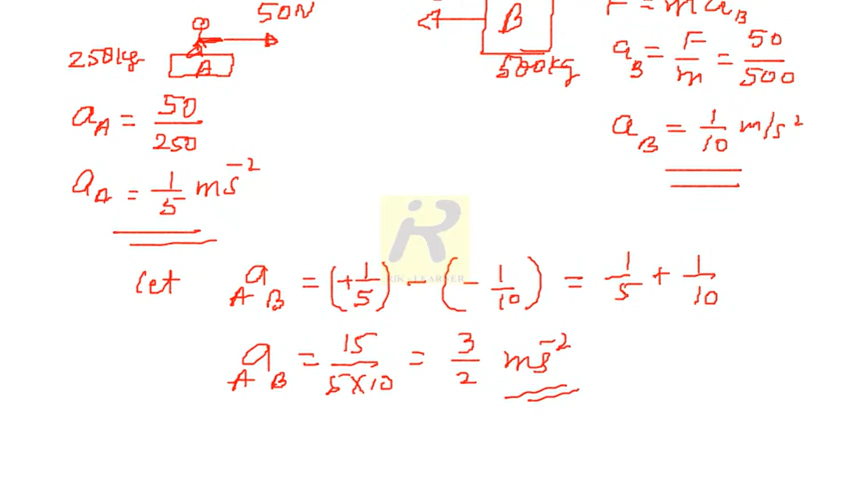 50N
B
F = m a_B
250kg
A
500kg
a_B = F/m = 50/500
a_A = 50/250
a_B = 1/10 m/s²
a_A = 1/5 ms⁻²
iR
Let _A a_B = (+1/5) - (-1/10) = 1/5 + 1/10
_A a_B = 15/5×10 = 3/2 ms⁻²